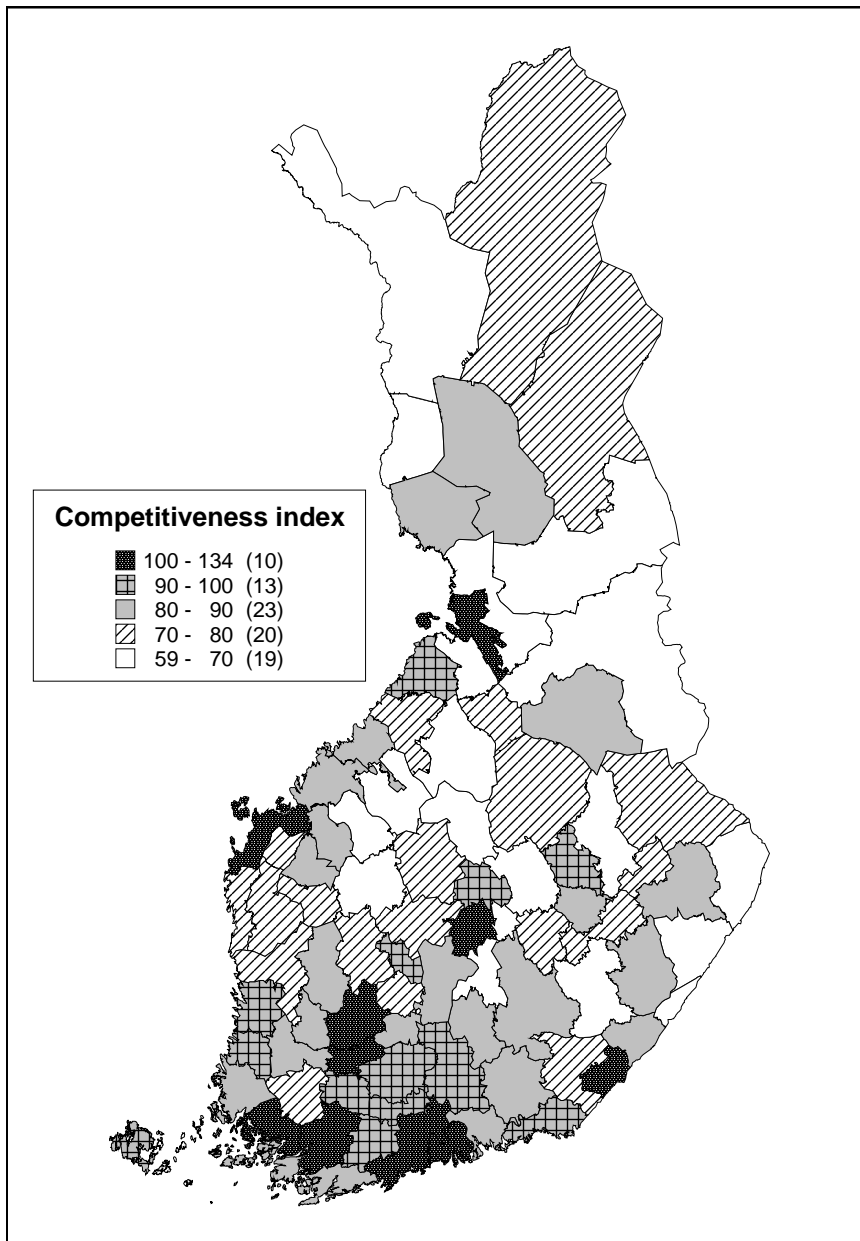 Competitiveness index
100 - 134 (10)
90 - 100 (13)
80 - 90 (23)
70 - 80 (20)
59 - 70 (19)